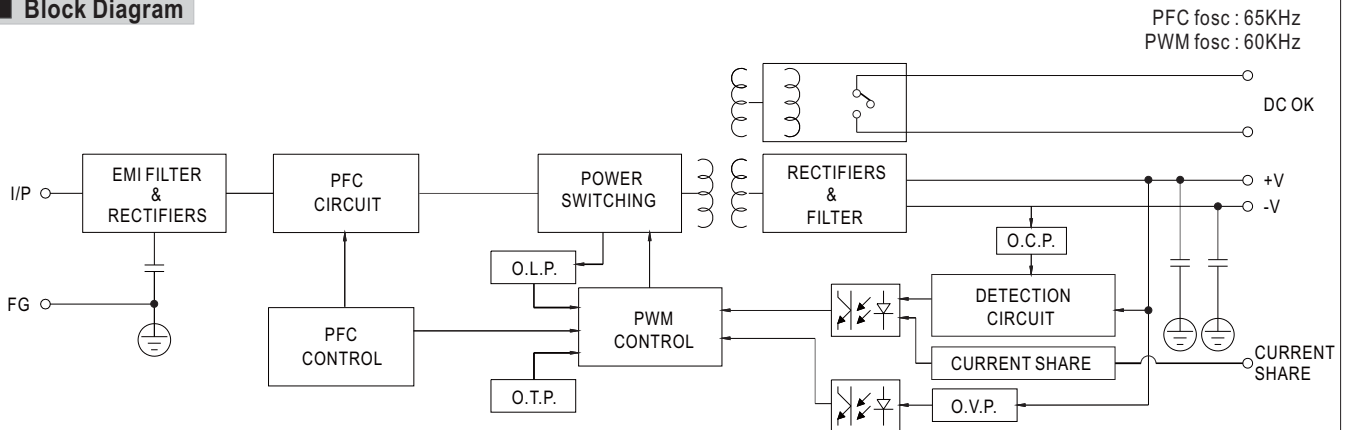 Block Diagram
PFC fosc : 65KHz
PWM fosc : 60KHz
DC OK
I/P
EMI FILTER
&
RECTIFIERS
PFC
CIRCUIT
POWER
SWITCHING
RECTIFIERS
&
FILTER
+V
-V
O.C.P.
O.L.P.
FG
PFC
CONTROL
PWM
CONTROL
DETECTION
CIRCUIT
CURRENT SHARE
CURRENT
SHARE
O.T.P.
O.V.P.